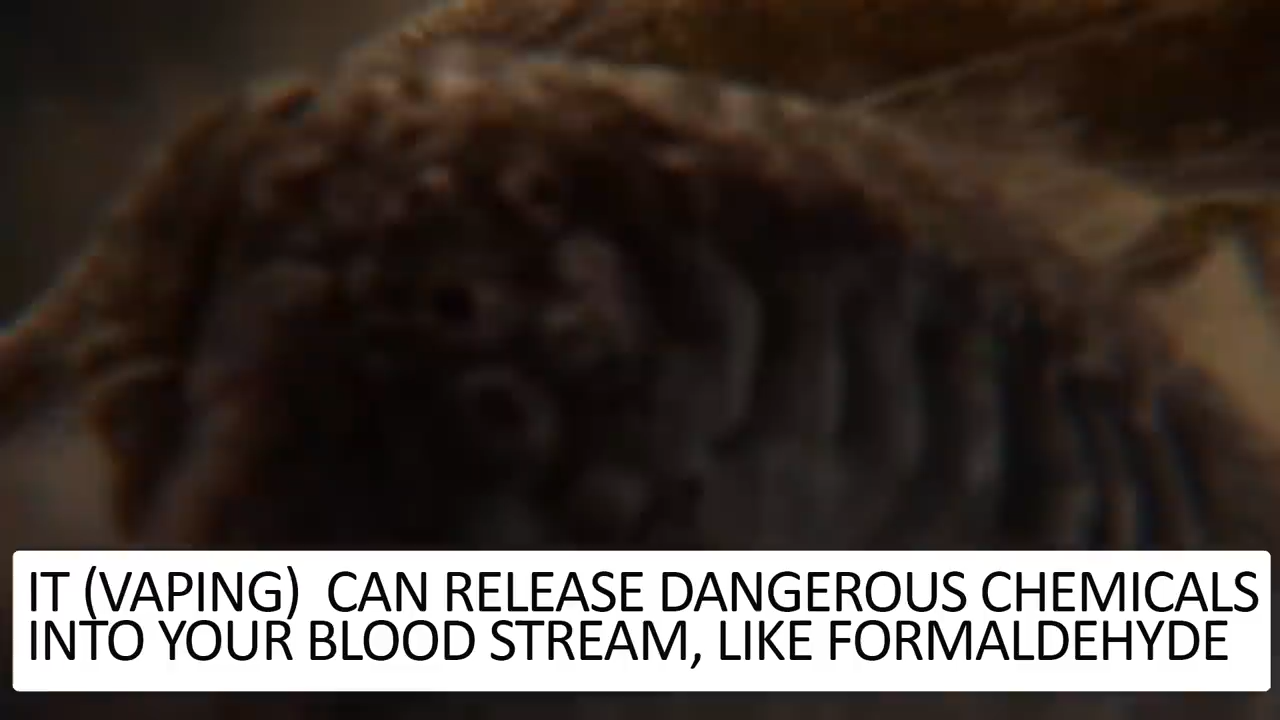 IT (VAPING)  CAN RELEASE DANGEROUS CHEMICALS
INTO YOUR BLOOD STREAM, LIKE FORMALDEHYDE